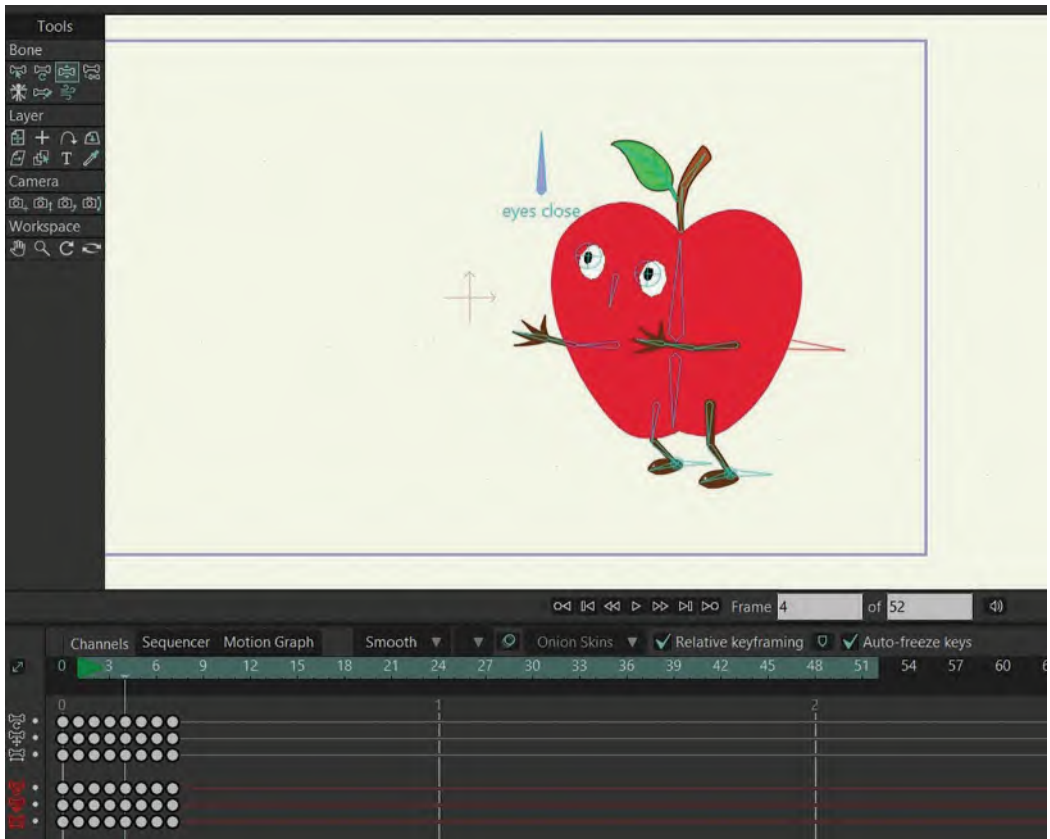 Tools
Bone
Layer
T
Camera
Workspace
eyes close
Frame 4 of 52
Channels Sequencer Motion Graph Smooth Onion Skins Relative keyframing Auto-freeze keys
0 3 6 9 12 15 18 21 24 27 30 33 36 39 42 45 48 51 54 57 60 6
0 1 2